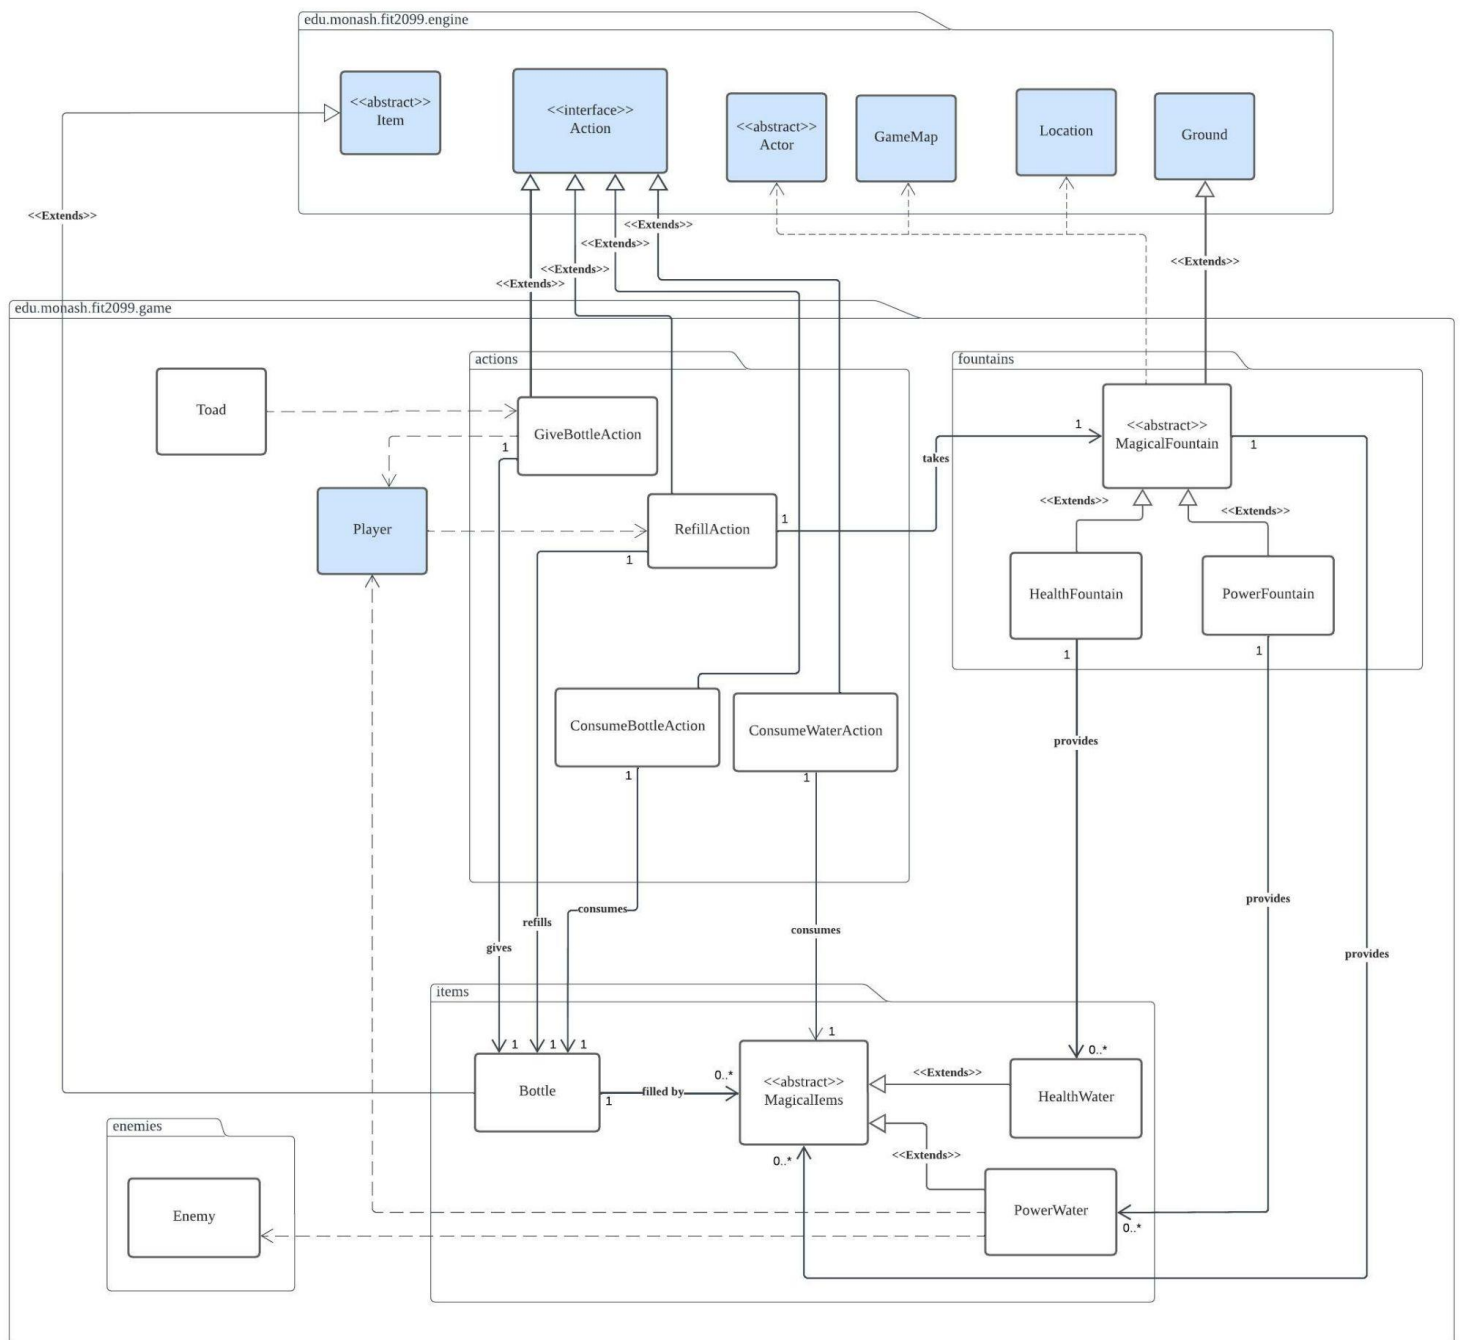 edu.monash.fit2099.engine
<<abstract>>
Item
<<interface>>
Action
<<abstract>>
Actor
GameMap
Location
Ground
<<Extends>>
<<Extends>>
<<Extends>>
<<Extends>>
<<Extends>>
<<Extends>>
edu.monash.fit2099.game
actions
fountains
Toad
GiveBottleAction
1
<<abstract>>
MagicalFountain
1
1
takes
Player
RefillAction
1
1
<<Extends>>
<<Extends>>
HealthFountain
PowerFountain
1
1
ConsumeBottleAction
ConsumeWaterAction
1
1
provides
provides
provides
consumes
refills
gives
consumes
items
1
1
1
1
0..*
Bottle
1
filled by
0..*
<<abstract>>
MagicalIems
<<Extends>>
HealthWater
0..*
<<Extends>>
PowerWater
0..*
enemies
Enemy